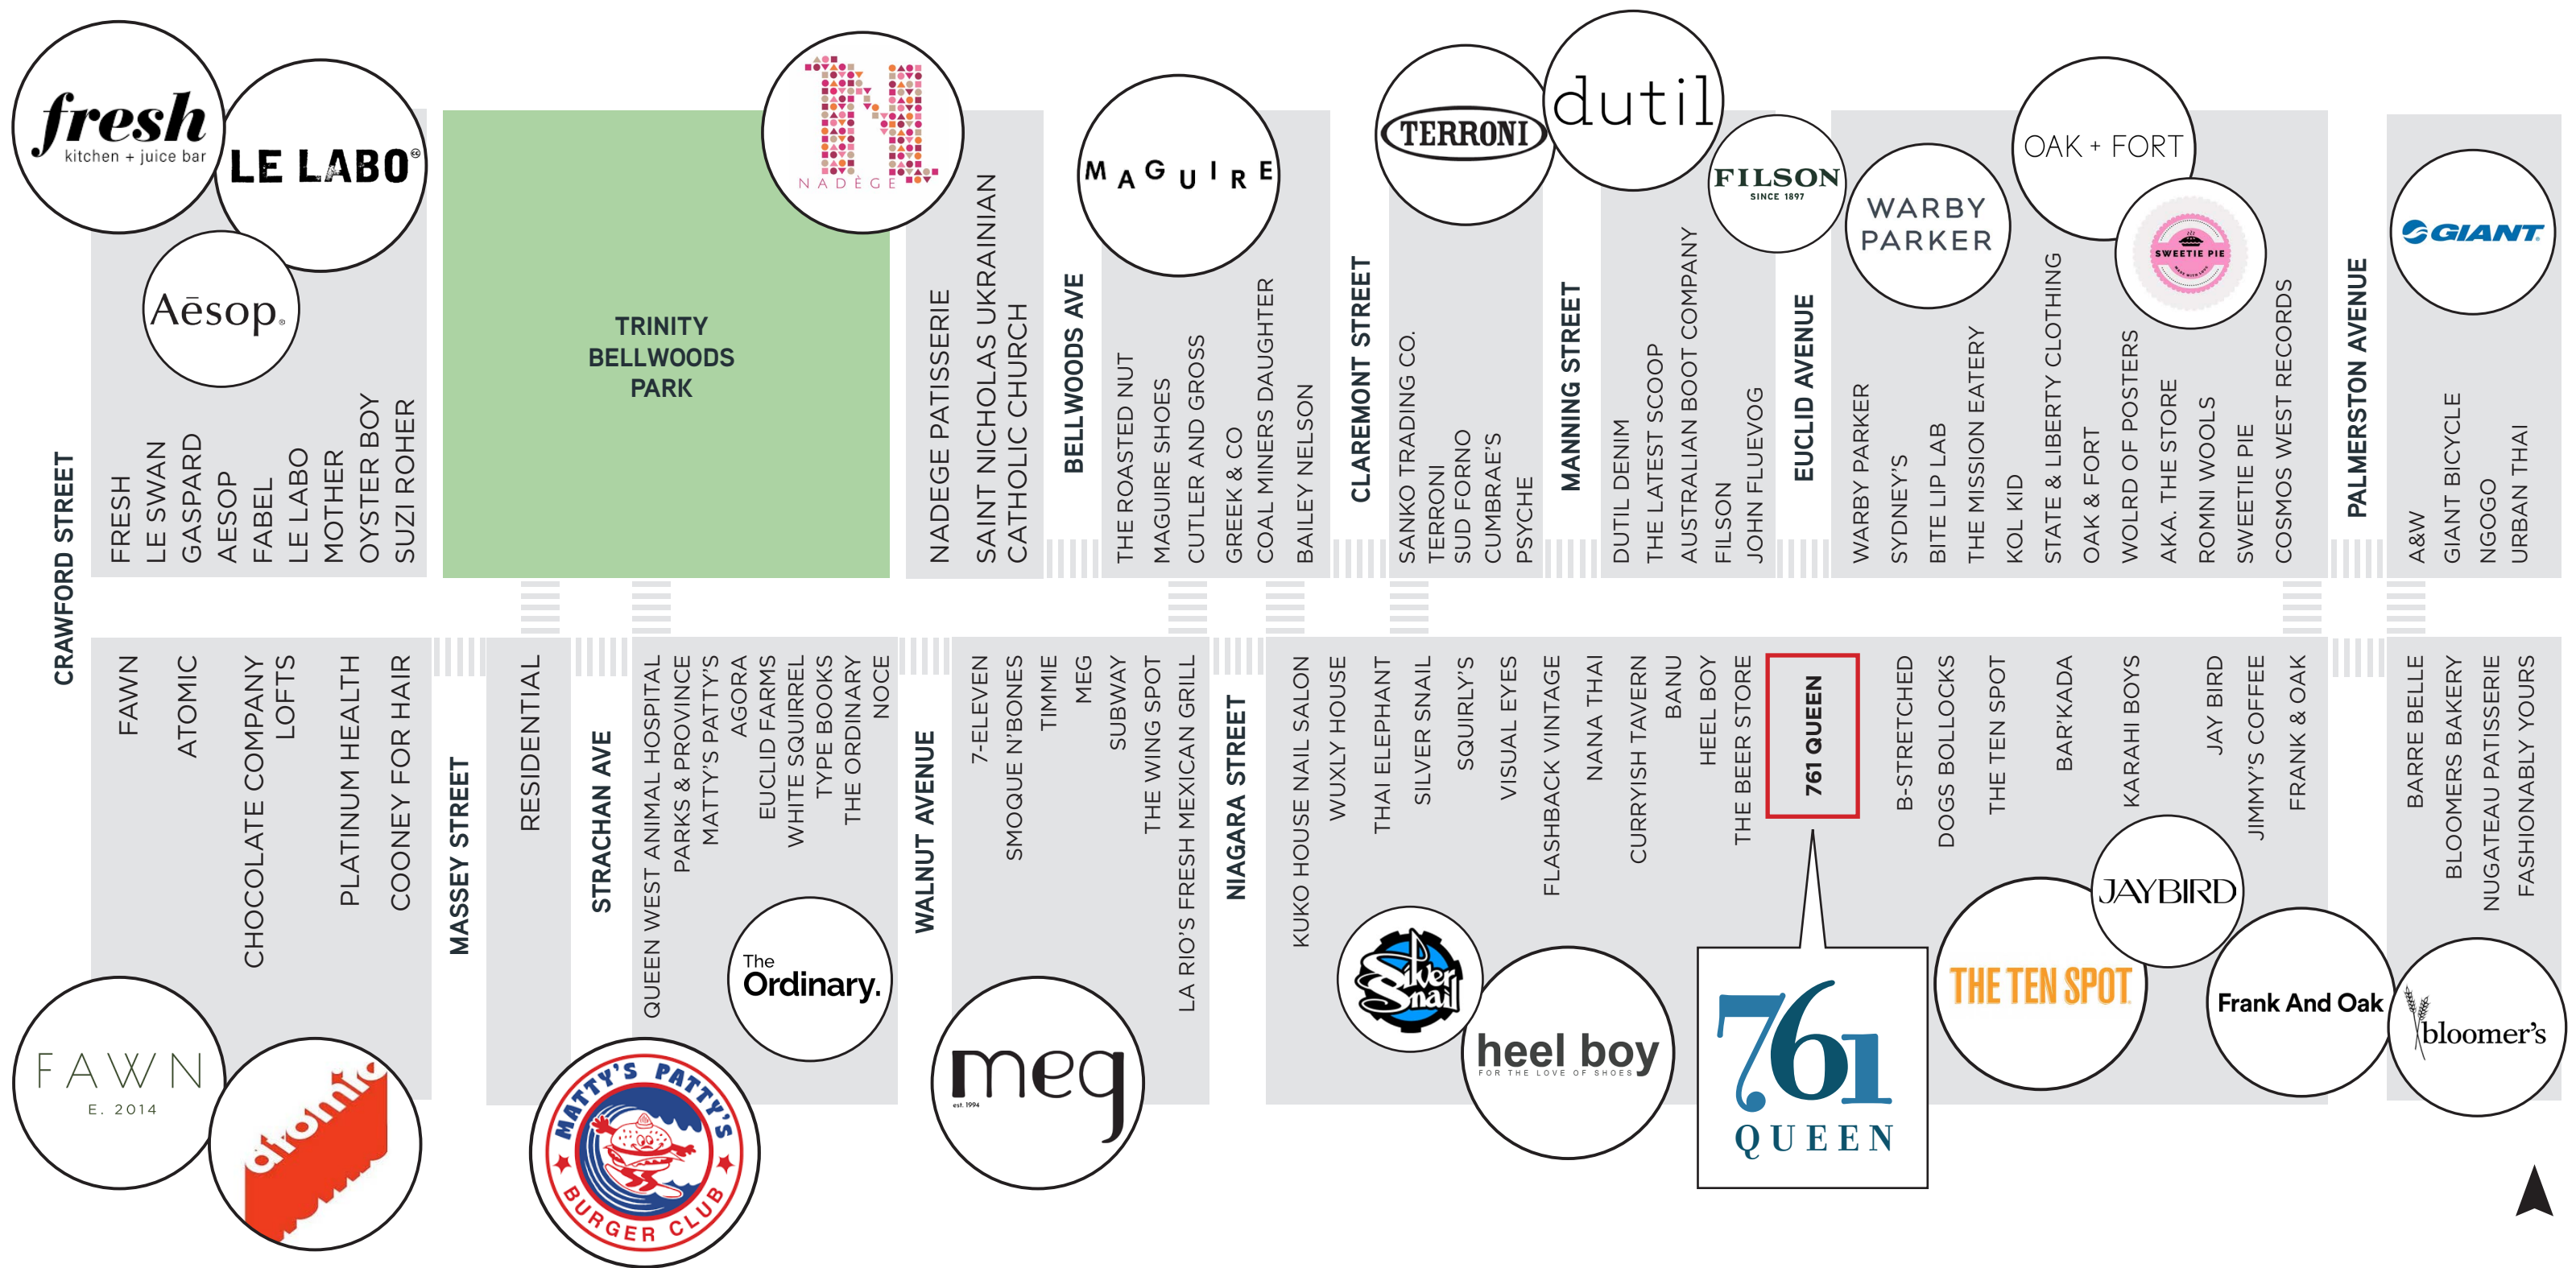 fresh
kitchen + juice bar
LE LABO
Aēsop.
CRAWFORD STREET
FRESH
LE SWAN
GASPARD
AESOP
FABEL
LE LABO
MOTHER
OYSTER BOY
SUZI ROHER
TRINITY
BELLWOODS
PARK
NADÈGE
NADEGE PATISSERIE
SAINT NICHOLAS UKRAINIAN
CATHOLIC CHURCH
BELLWOODS AVE
MAGUIRE
THE ROASTED NUT
MAGUIRE SHOES
CUTLER AND GROSS
GREEK & CO
COAL MINERS DAUGHTER
BAILEY NELSON
CLAREMONT STREET
TERRONI
SANKO TRADING CO.
TERRONI
SUD FORNO
CUMBRAE'S
PSYCHE
MANNING STREET
dutil
FILSON
SINCE 1897
DUTIL DENIM
THE LATEST SCOOP
AUSTRALIAN BOOT COMPANY
FILSON
JOHN FLUEVOG
EUCLID AVENUE
WARBY
PARKER
OAK + FORT
SWEETIE PIE
MADE WITH LOVE
WARBY PARKER
SYDNEY'S
BITE LIP LAB
THE MISSION EATERY
KOL KID
STATE & LIBERTY CLOTHING
OAK & FORT
WOLRD OF POSTERS
AKA. THE STORE
ROMNI WOOLS
SWEETIE PIE
COSMOS WEST RECORDS
PALMERSTON AVENUE
GIANT
A&W
GIANT BICYCLE
NGOGO
URBAN THAI
FAWN
ATOMIC
CHOCOLATE COMPANY
LOFTS
PLATINUM HEALTH
COONEY FOR HAIR
FAWN
E. 2014
atomic
MASSEY STREET
RESIDENTIAL
STRACHAN AVE
QUEEN WEST ANIMAL HOSPITAL
PARKS & PROVINCE
MATTY'S PATTY'S
AGORA
EUCLID FARMS
WHITE SQUIRREL
TYPE BOOKS
THE ORDINARY
NOCE
The
Ordinary.
MATTY'S PATTY'S
BURGER CLUB
WALNUT AVENUE
7-ELEVEN
SMOQUE N'BONES
TIMMIE
MEG
SUBWAY
THE WING SPOT
LA RIO'S FRESH MEXICAN GRILL
meg
est. 1994
NIAGARA STREET
KUKO HOUSE NAIL SALON
WUXLY HOUSE
THAI ELEPHANT
SILVER SNAIL
SQUIRLY'S
VISUAL EYES
FLASHBACK VINTAGE
NANA THAI
CURRYISH TAVERN
BANU
HEEL BOY
THE BEER STORE
761 QUEEN
B-STRETCHED
DOGS BOLLOCKS
THE TEN SPOT
BAR'KADA
KARAHI BOYS
JAY BIRD
JIMMY'S COFFEE
FRANK & OAK
Silver
Snail
heel boy
FOR THE LOVE OF SHOES
761
QUEEN
THE TEN SPOT
JAYBIRD
Frank And Oak
BARRE BELLE
BLOOMERS BAKERY
NUGATEAU PATISSERIE
FASHIONABLY YOURS
bloomer's